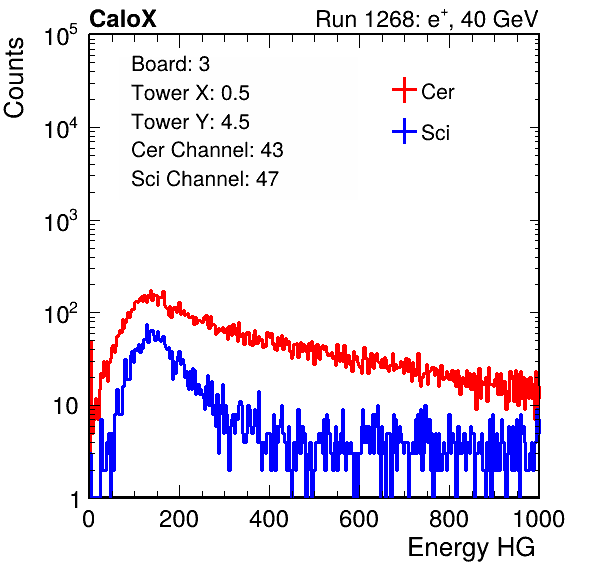 CaloX Run 1268: e⁺, 40 GeV
Counts
10⁵
10⁴
10³
10²
10
1
Board: 3
Tower X: 0.5
Tower Y: 4.5
Cer Channel: 43
Sci Channel: 47
Cer
Sci
0 200 400 600 800 1000
Energy HG